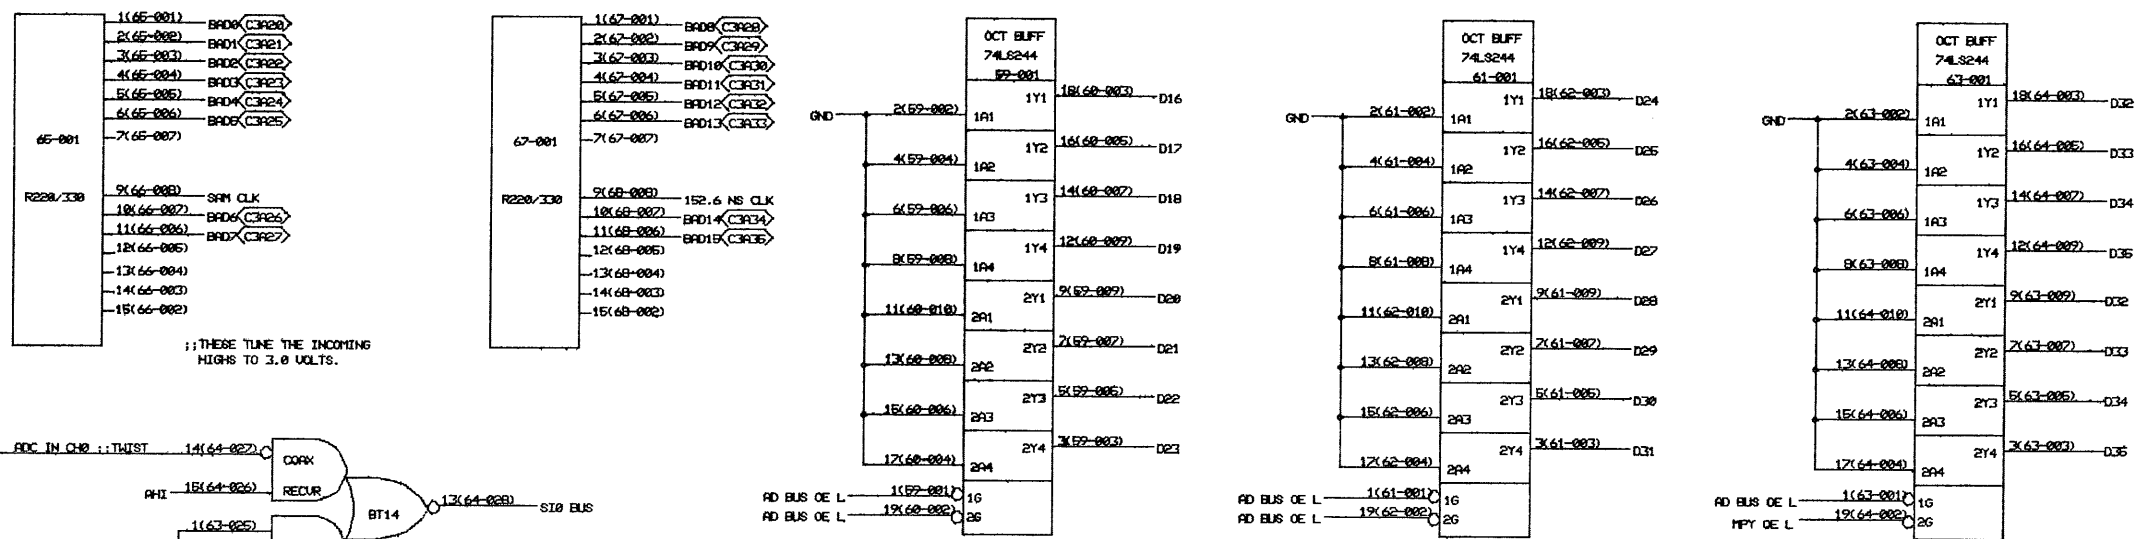 1(65-001) BAD0 C3A20
2(65-002) BAD1 C3A21
3(65-003) BAD2 C3A22
4(65-004) BAD3 C3A23
5(65-005) BAD4 C3A24
6(65-006) BAD5 C3A25
65-001 7(65-007)
R220/330 9(66-008) SAM CLK
10(66-007) BAD6 C3A26
11(66-006) BAD7 C3A27
12(66-005)
13(66-004)
14(66-003)
15(66-002)
;;THESE TUNE THE INCOMING
HIGHS TO 3.0 VOLTS.
1(67-001) BAD8 C3A28
2(67-002) BAD9 C3A29
3(67-003) BAD10 C3A30
4(67-004) BAD11 C3A31
5(67-005) BAD12 C3A32
6(67-006) BAD13 C3A33
67-001 7(67-007)
R220/330 9(68-008) 152.6 NS CLK
10(68-007) BAD14 C3A34
11(68-006) BAD15 C3A35
12(68-005)
13(68-004)
14(68-003)
15(68-002)
ADC IN CH0 ;;TWIST 14(64-027) COAX
AHI 15(64-026) RECUR
BT14 13(64-028) SI0 BUS
1(63-025)
OCT BUFF
74LS244
59-001
1Y1 18(60-003) D16
GND 2(59-002) 1A1
1Y2 16(60-005) D17
4(59-004) 1A2
1Y3 14(60-007) D18
6(59-006) 1A3
1Y4 12(60-009) D19
8(59-008) 1A4
2Y1 9(59-009) D20
11(60-010) 2A1
2Y2 7(59-007) D21
13(60-008) 2A2
2Y3 5(59-005) D22
15(60-006) 2A3
2Y4 3(59-003) D23
17(60-004) 2A4
AD BUS OE L 1(59-001) 1G
AD BUS OE L 19(60-002) 2G
OCT BUFF
74LS244
61-001
1Y1 18(62-003) D24
GND 2(61-002) 1A1
1Y2 16(62-005) D25
4(61-004) 1A2
1Y3 14(62-007) D26
6(61-006) 1A3
1Y4 12(62-009) D27
8(61-008) 1A4
2Y1 9(61-009) D28
11(62-010) 2A1
2Y2 7(61-007) D29
13(62-008) 2A2
2Y3 5(61-005) D30
15(62-006) 2A3
2Y4 3(61-003) D31
17(62-004) 2A4
AD BUS OE L 1(61-001) 1G
AD BUS OE L 19(62-002) 2G
OCT BUFF
74LS244
63-001
1Y1 18(64-003) D32
GND 2(63-002) 1A1
1Y2 16(64-005) D33
4(63-004) 1A2
1Y3 14(64-007) D34
6(63-006) 1A3
1Y4 12(64-009) D35
8(63-008) 1A4
2Y1 9(63-009) D32
11(64-010) 2A1
2Y2 7(63-007) D33
13(64-008) 2A2
2Y3 5(63-005) D34
15(64-006) 2A3
2Y4 3(63-003) D35
17(64-004) 2A4
AD BUS OE L 1(63-001) 1G
MPY OE L 19(64-002) 2G